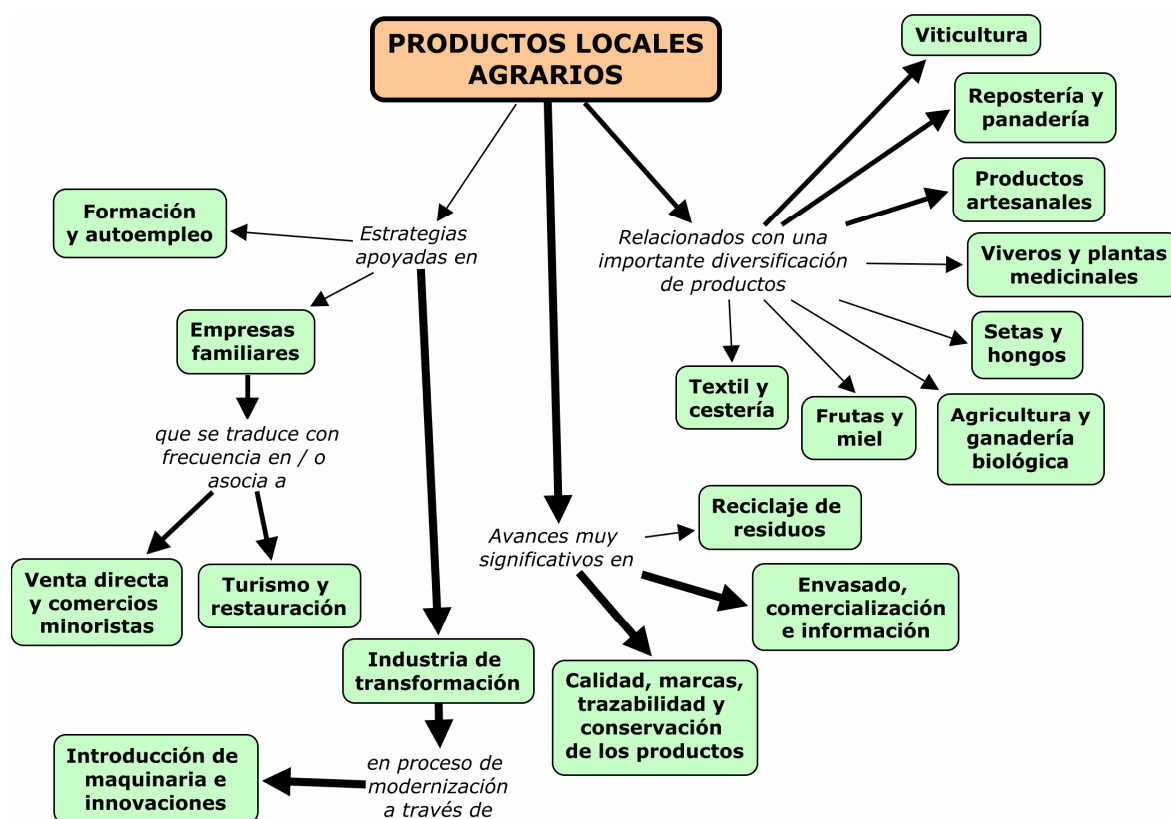 PRODUCTOS LOCALES
AGRARIOS
Viticultura
Repostería y
panadería
Productos
artesanales
Viveros y plantas
medicinales
Setas y
hongos
Agricultura y
ganadería
biológica
Frutas y
miel
Textil y
cestería
Relacionados con una
importante diversificación
de productos
Estrategias
apoyadas en
Formación
y autoempleo
Empresas
familiares
que se traduce con
frecuencia en / o
asocia a
Venta directa
y comercios
minoristas
Turismo y
restauración
Industria de
transformación
en proceso de
modernización
a través de
Introducción de
maquinaria e
innovaciones
Avances muy
significativos en
Reciclaje de
residuos
Envasado,
comercialización
e información
Calidad, marcas,
trazabilidad y
conservación
de los productos